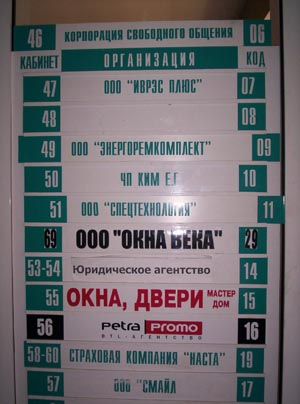 46 КОРПОРАЦИЯ СВОБОДНОГО ОБЩЕНИЯ 06
КАБИНЕТ ОРГАНИЗАЦИЯ КОД
47 ООО "ИВРЭС ПЛЮС" 07
48 08
49 ООО "ЭНЕРГОРЕМКОМПЛЕКТ" 09
50 ЧП КИМ Е.Г 10
51 ООО "СПЕЦТЕХНОЛОГИЯ" 11
69 ООО "ОКНА ВЕКА" 29
53-54 Юридическое агентство 14
55 ОКНА, ДВЕРИ МАСТЕР ДОМ 15
56 petra promo 16
BTL-АГЕНТСТВО
58-60 СТРАХОВАЯ КОМПАНИЯ "НАСТА" 19
57 ООО "СМАЙЛ" 17